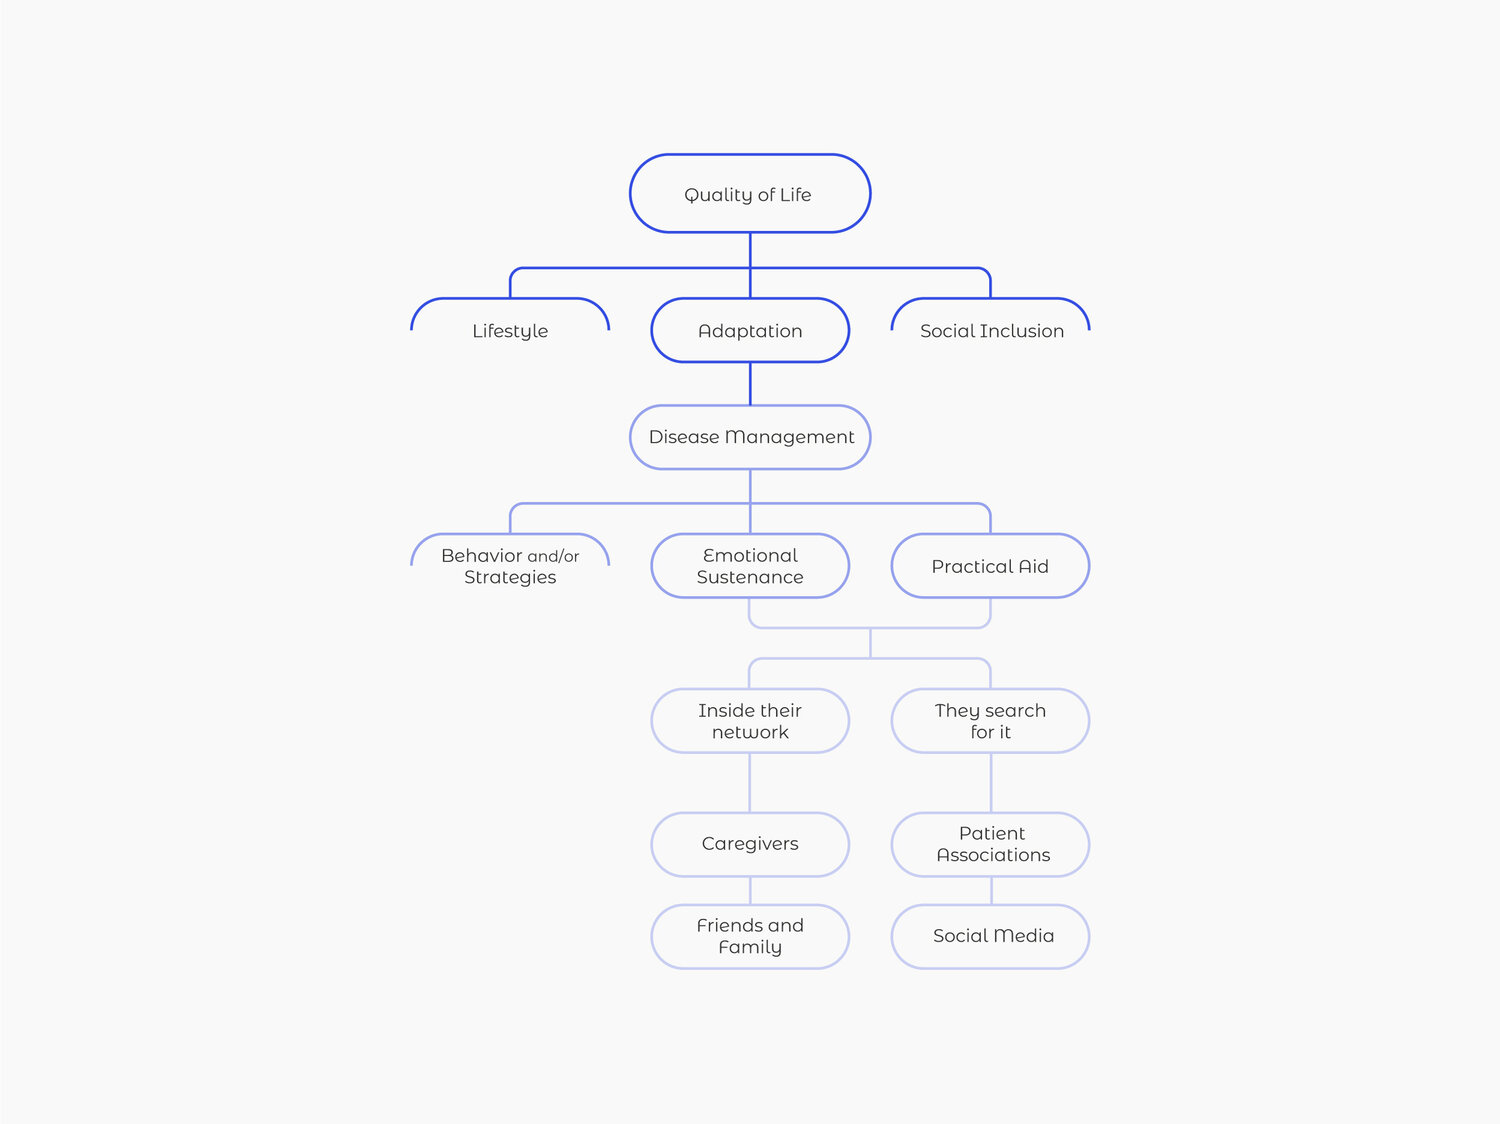 Quality of Life
Lifestyle
Adaptation
Social Inclusion
Disease Management
Behavior and/or
Strategies
Emotional
Sustenance
Practical Aid
Inside their
network
They search
for it
Caregivers
Patient
Associations
Friends and
Family
Social Media